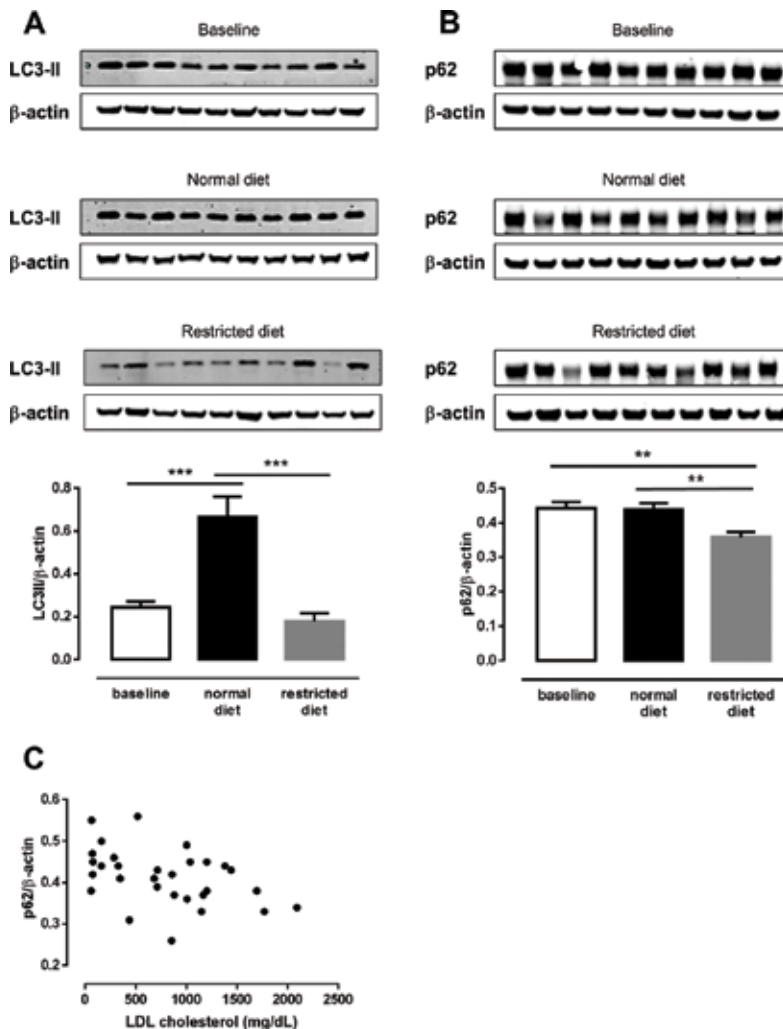 A
Baseline
LC3-II
β-actin
Normal diet
LC3-II
β-actin
Restricted diet
LC3-II
β-actin
***
***
0.8
0.6
0.4
0.2
0.0
LC3II/β-actin
baseline
normal
diet
restricted
diet
B
Baseline
p62
β-actin
Normal diet
p62
β-actin
Restricted diet
p62
β-actin
**
**
0.5
0.4
0.3
0.2
0.1
0.0
p62/β-actin
baseline
normal
diet
restricted
diet
C
0.6
0.5
0.4
0.3
0.2
p62/β-actin
0 500 1000 1500 2000 2500
LDL cholesterol (mg/dL)